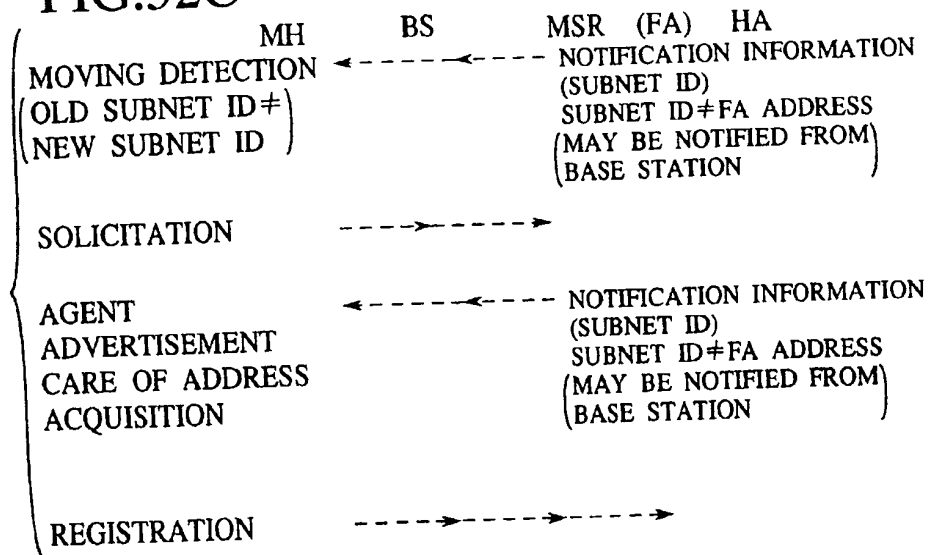 FIG.32C
MH BS MSR (FA) HA
MOVING DETECTION
(OLD SUBNET ID≠
NEW SUBNET ID)
NOTIFICATION INFORMATION
(SUBNET ID)
SUBNET ID≠FA ADDRESS
(MAY BE NOTIFIED FROM
BASE STATION)
SOLICITATION
AGENT
ADVERTISEMENT
CARE OF ADDRESS
ACQUISITION
NOTIFICATION INFORMATION
(SUBNET ID)
SUBNET ID≠FA ADDRESS
(MAY BE NOTIFIED FROM
BASE STATION)
REGISTRATION